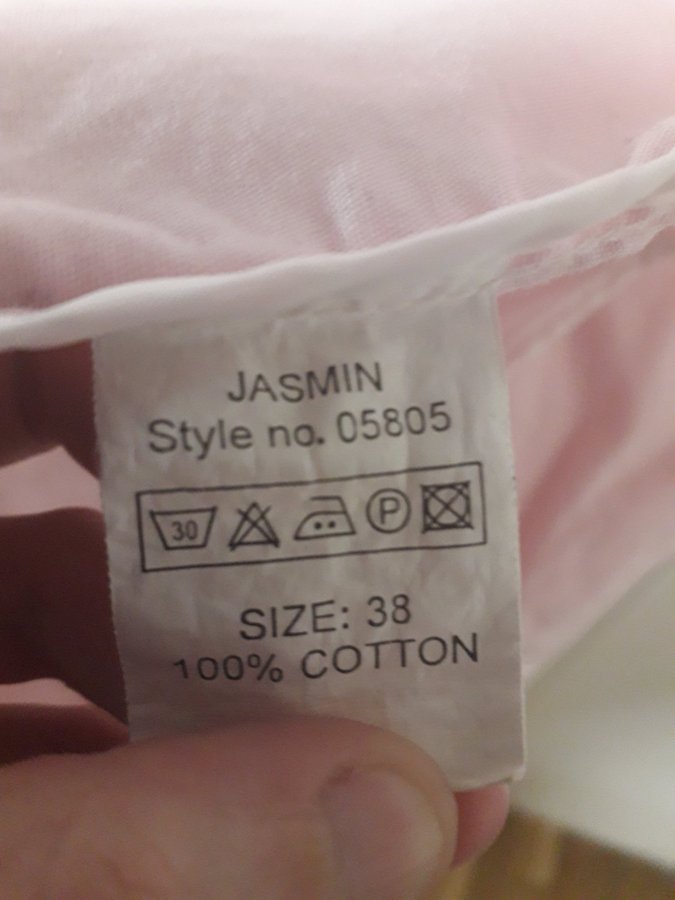 JASMIN
Style no. 05805
30 P
SIZE: 38
100% COTTON